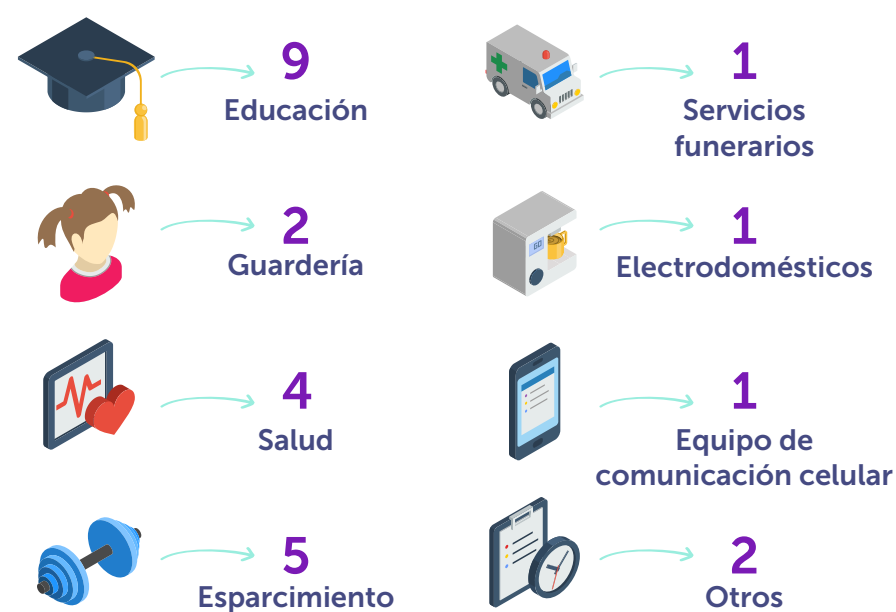 9
Educación
1
Servicios
funerarios
2
Guardería
1
Electrodomésticos
4
Salud
1
Equipo de
comunicación celular
5
Esparcimiento
2
Otros